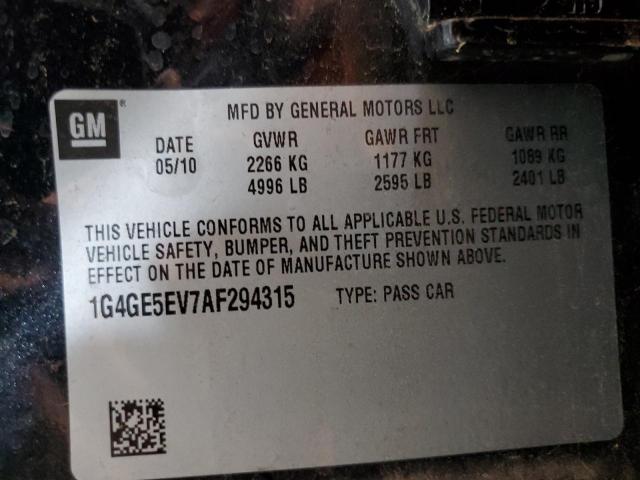 MFD BY GENERAL MOTORS LLC
GM ®
DATE GVWR GAWR FRT GAWR RR
05/10 2266 KG 1177 KG 1089 KG
4996 LB 2595 LB 2401 LB
THIS VEHICLE CONFORMS TO ALL APPLICABLE U.S. FEDERAL MOTOR
VEHICLE SAFETY, BUMPER, AND THEFT PREVENTION STANDARDS IN
EFFECT ON THE DATE OF MANUFACTURE SHOWN ABOVE.
1G4GE5EV7AF294315 TYPE: PASS CAR